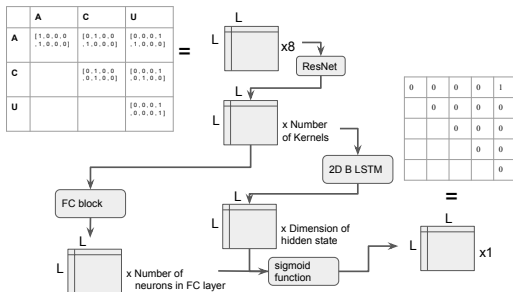 A C U
A [1,0,0,0 ,1,0,0,0] [0,1,0,0 ,1,0,0,0] [0,0,0,1 ,1,0,0,0]
C [0,1,0,0 ,0,1,0,0] [0,0,0,1 ,0,1,0,0]
U [0,0,0,1 ,0,0,0,1]
=
L
L
x8
ResNet
L
L
x Number
of Kernels
2D B LSTM
FC block
L
L
x Dimension of
hidden state
L
L
x Number of
neurons in FC layer
sigmoid
function
0 0 0 0 1
0 0 0 0
0 0 0
0 0
0
=
L
L
x1